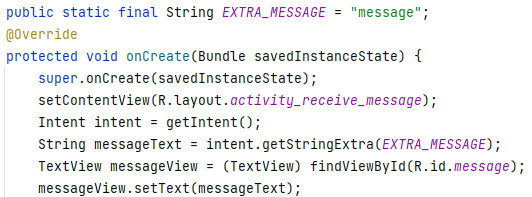 public static final String EXTRA_MESSAGE = "message";
@Override
protected void onCreate(Bundle savedInstanceState) {
super.onCreate(savedInstanceState);
setContentView(R.layout.activity_receive_message);
Intent intent = getIntent();
String messageText = intent.getStringExtra(EXTRA_MESSAGE);
TextView messageView = (TextView) findViewById(R.id.message);
messageView.setText(messageText);